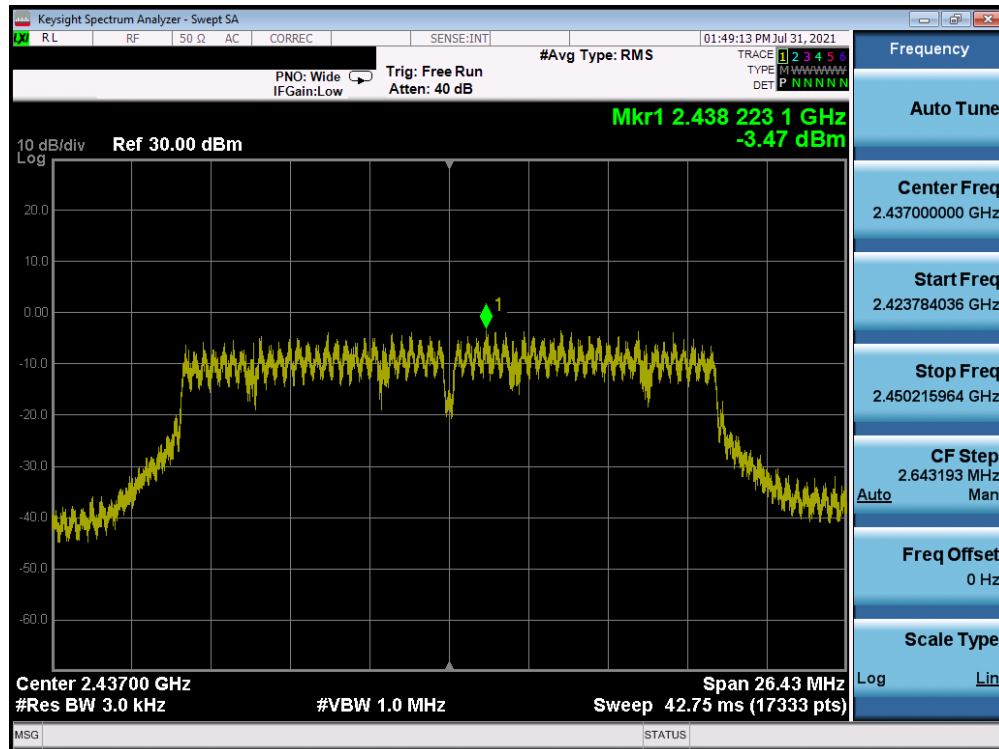 Keysight Spectrum Analyzer - Swept SA
LXI RL RF 50 Ω AC CORREC SENSE:INT 01:49:13 PM Jul 31, 2021
#Avg Type: RMS TRACE 1 2 3 4 5 6
PNO: Wide Trig: Free Run TYPE M WWWWW
IFGain:Low Atten: 40 dB DET P N N N N N
Mkr1 2.438 223 1 GHz
-3.47 dBm
10 dB/div Ref 30.00 dBm
Log
20.0
10.0
0.00
1
-10.0
-20.0
-30.0
-40.0
-50.0
-60.0
Center 2.43700 GHz Span 26.43 MHz
#Res BW 3.0 kHz #VBW 1.0 MHz Sweep 42.75 ms (17333 pts)
MSG STATUS
Frequency
Auto Tune
Center Freq
2.437000000 GHz
Start Freq
2.423784036 GHz
Stop Freq
2.450215964 GHz
CF Step
2.643193 MHz
Auto Man
Freq Offset
0 Hz
Scale Type
Log Lin